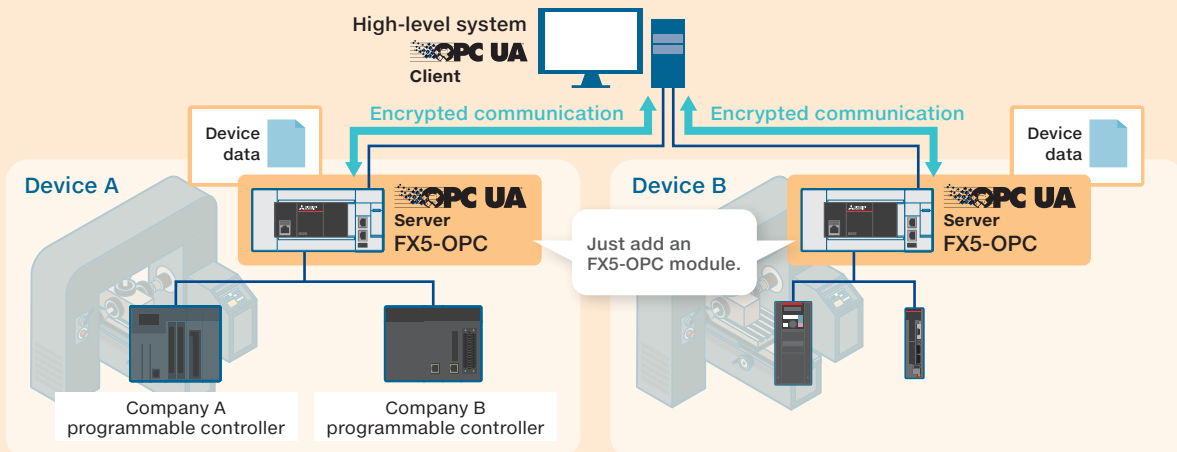 High-level system
OPC UA
Client
Encrypted communication
Encrypted communication
Device
data
Device
data
Device A
OPC UA
Server
FX5-OPC
Just add an
FX5-OPC module.
Device B
OPC UA
Server
FX5-OPC
Company A
programmable controller
Company B
programmable controller